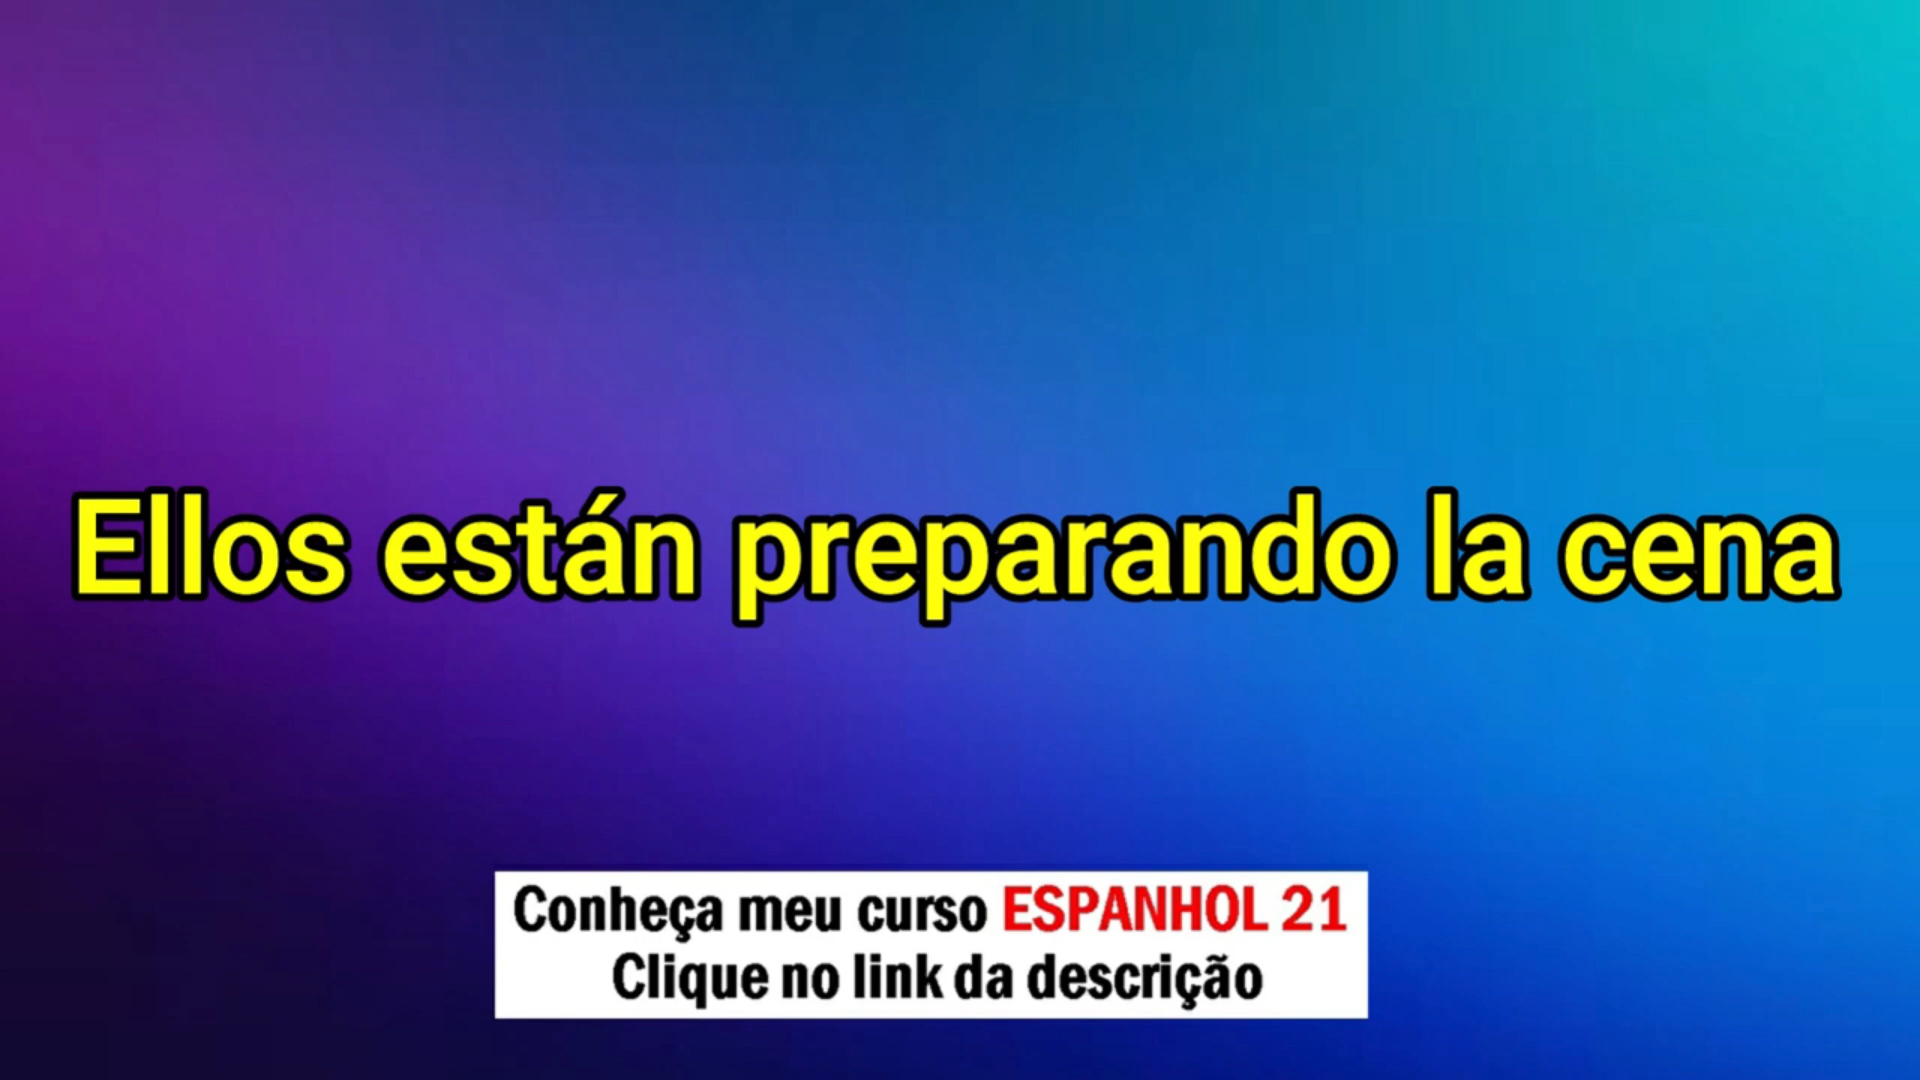 Ellos están preparando la cena
Conheça meu curso ESPANHOL 21
Clique no link da descrição